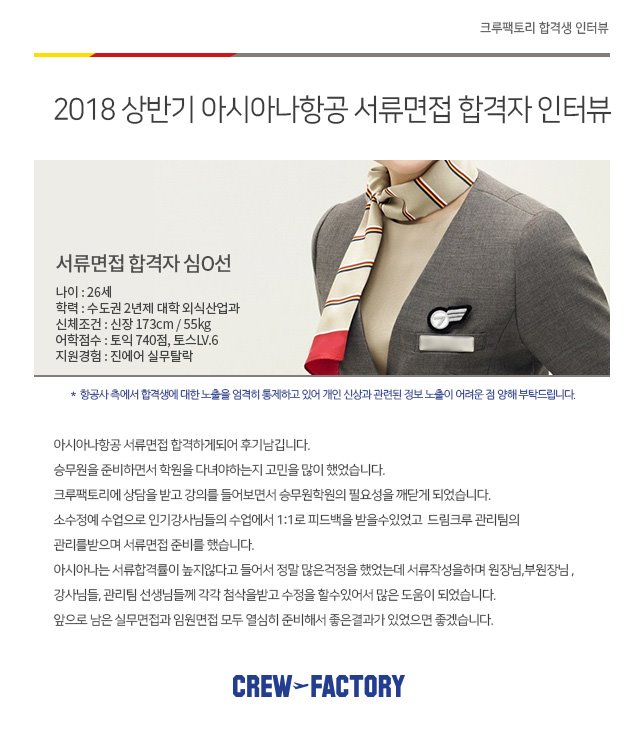 크루팩토리 합격생 인터뷰
2018 상반기 아시아나항공 서류면접 합격자 인터뷰
서류면접 합격자 심O선
나이 : 26세
학력 : 수도권 2년제 대학 외식산업과
신체조건 : 신장 173cm / 55kg
어학점수 : 토익 740점, 토스LV.6
지원경험 : 진에어 실무탈락
* 항공사 측에서 합격생에 대한 노출을 엄격히 통제하고 있어 개인 신상과 관련된 정보 노출이 어려운 점 양해 부탁드립니다.
아시아나항공 서류면접 합격하게되어 후기남깁니다.
승무원을 준비하면서 학원을 다녀야하는지 고민을 많이 했었습니다.
크루팩토리에 상담을 받고 강의를 들어보면서 승무원학원의 필요성을 깨닫게 되었습니다.
소수정예 수업으로 인기강사님들의 수업에서 1:1로 피드백을 받을수있었고 드림크루 관리팀의
관리를받으며 서류면접 준비를 했습니다.
아시아나는 서류합격률이 높지않다고 들어서 정말 많은걱정을 했었는데 서류작성을하며 원장님,부원장님 ,
강사님들, 관리팀 선생님들께 각각 첨삭을받고 수정을 할수있어서 많은 도움이 되었습니다.
앞으로 남은 실무면접과 임원면접 모두 열심히 준비해서 좋은결과가 있었으면 좋겠습니다.
CREW FACTORY